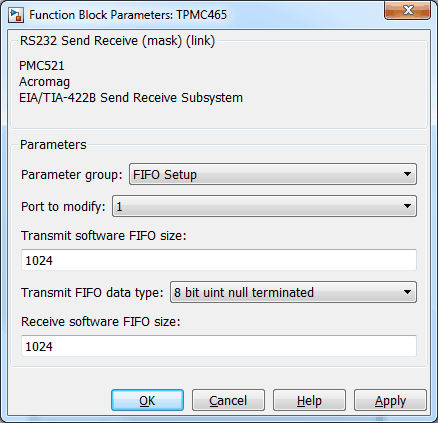 Function Block Parameters: TPMC465
RS232 Send Receive (mask) (link)
PMC521
Acromag
EIA/TIA-422B Send Receive Subsystem
Parameters
Parameter group: FIFO Setup
Port to modify: 1
Transmit software FIFO size:
1024
Transmit FIFO data type: 8 bit uint null terminated
Receive software FIFO size:
1024
OK Cancel Help Apply